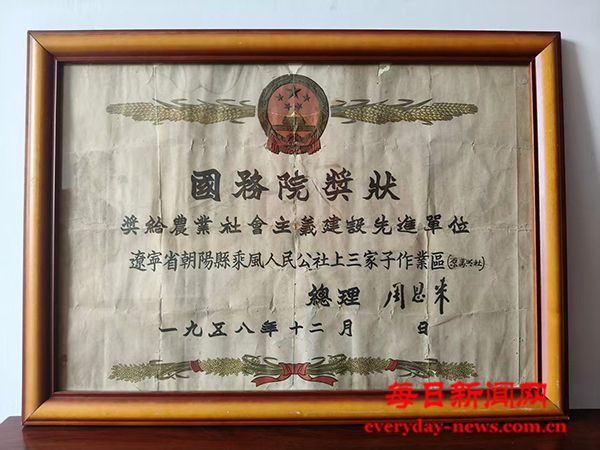 國務院獎狀
獎給農業社會主義建設先進單位
遼寧省朝陽縣乘風人民公社上三家子作業區
總理 周恩来
一九五八年十二月 日
每日新闻网
everyday-news.com.cn